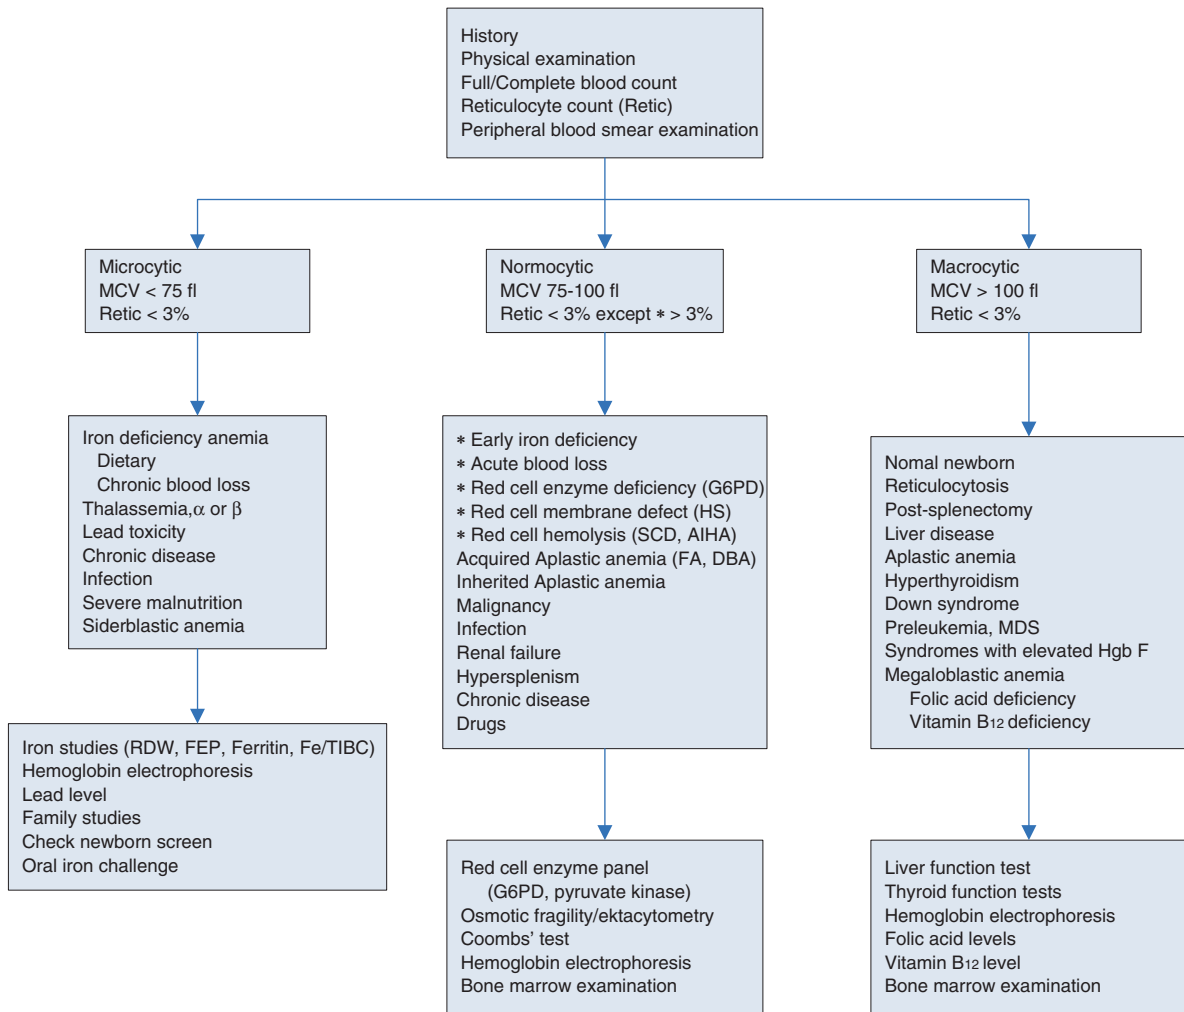 History
Physical examination
Full/Complete blood count
Reticulocyte count (Retic)
Peripheral blood smear examination
Microcytic
MCV < 75 fl
Retic < 3%
Normocytic
MCV 75-100 fl
Retic < 3% except * > 3%
Macrocytic
MCV > 100 fl
Retic < 3%
Iron deficiency anemia
Dietary
Chronic blood loss
Thalassemia,α or β
Lead toxicity
Chronic disease
Infection
Severe malnutrition
Siderblastic anemia
* Early iron deficiency
* Acute blood loss
* Red cell enzyme deficiency (G6PD)
* Red cell membrane defect (HS)
* Red cell hemolysis (SCD, AIHA)
Acquired Aplastic anemia (FA, DBA)
Inherited Aplastic anemia
Malignancy
Infection
Renal failure
Hypersplenism
Chronic disease
Drugs
Nomal newborn
Reticulocytosis
Post-splenectomy
Liver disease
Aplastic anemia
Hyperthyroidism
Down syndrome
Preleukemia, MDS
Syndromes with elevated Hgb F
Megaloblastic anemia
Folic acid deficiency
Vitamin B12 deficiency
Iron studies (RDW, FEP, Ferritin, Fe/TIBC)
Hemoglobin electrophoresis
Lead level
Family studies
Check newborn screen
Oral iron challenge
Red cell enzyme panel
(G6PD, pyruvate kinase)
Osmotic fragility/ektacytometry
Coombs' test
Hemoglobin electrophoresis
Bone marrow examination
Liver function test
Thyroid function tests
Hemoglobin electrophoresis
Folic acid levels
Vitamin B12 level
Bone marrow examination